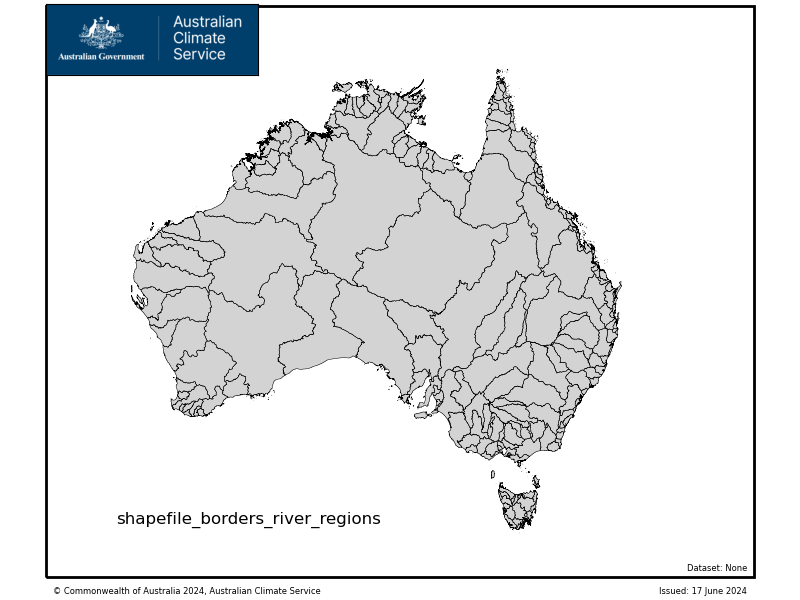 Australian Government
Australian
Climate
Service
shapefile_borders_river_regions
Dataset: None
© Commonwealth of Australia 2024, Australian Climate Service
Issued: 17 June 2024